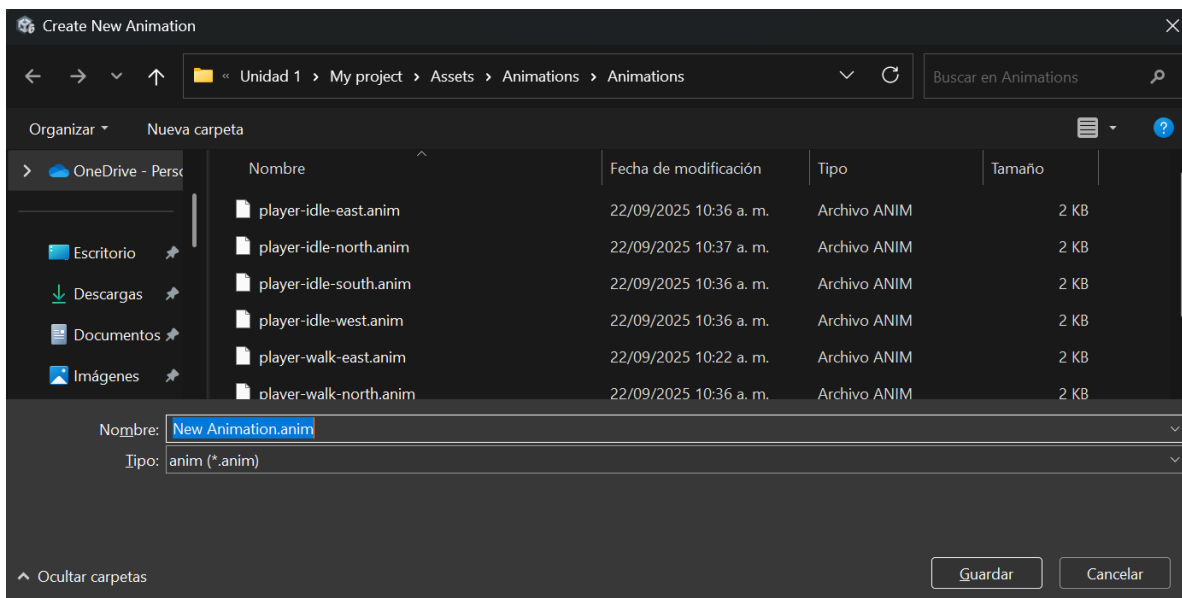 Create New Animation
« Unidad 1 > My project > Assets > Animations > Animations
Buscar en Animations
Organizar
Nueva carpeta
OneDrive - Perso
Nombre Fecha de modificación Tipo Tamaño
player-idle-east.anim 22/09/2025 10:36 a. m. Archivo ANIM 2 KB
player-idle-north.anim 22/09/2025 10:37 a. m. Archivo ANIM 2 KB
Escritorio
player-idle-south.anim 22/09/2025 10:36 a. m. Archivo ANIM 2 KB
Descargas
player-idle-west.anim 22/09/2025 10:36 a. m. Archivo ANIM 2 KB
Documentos
player-walk-east.anim 22/09/2025 10:22 a. m. Archivo ANIM 2 KB
Imágenes
player-walk-north.anim 22/09/2025 10:36 a. m. Archivo ANIM 2 KB
Nombre: New Animation.anim
Tipo: anim (*.anim)
Ocultar carpetas
Guardar
Cancelar